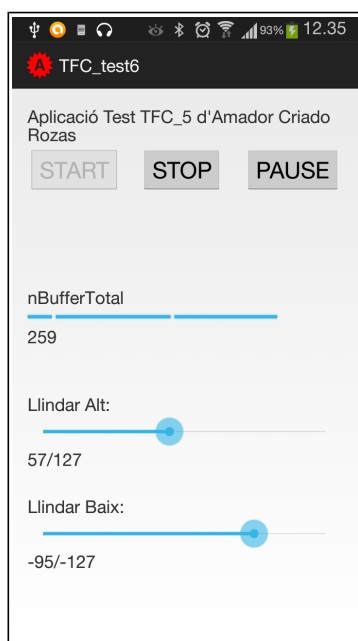 93% 12.35
A TFC_test6
Aplicació Test TFC_5 d'Amador Criado
Rozas
START STOP PAUSE
nBufferTotal
259
Llindar Alt:
57/127
Llindar Baix:
-95/-127